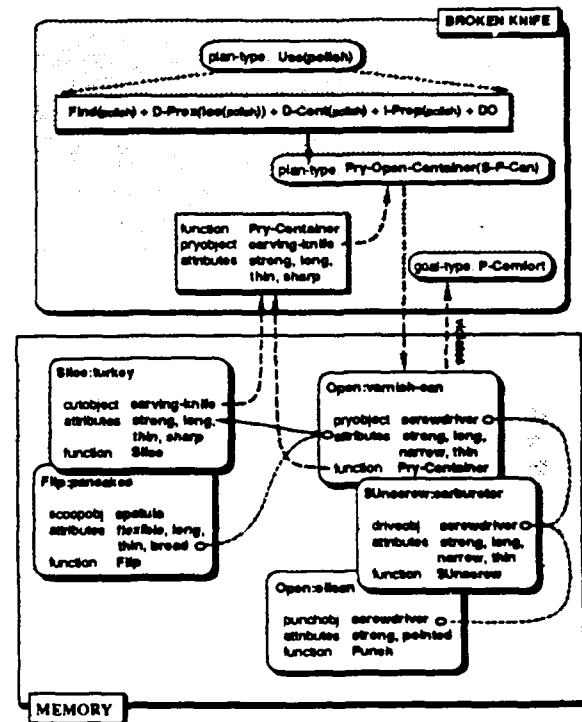 BROKEN KNIFE
plan-type: Use(polish)
Find(polish) + D-Prox(loc(polish)) + D-Cont(polish) + I-Prep(polish) + DO
plan-type: Pry-Open-Container(S-P-Can)
function Pry-Container
pryobject carving-knife
attributes strong, long,
thin, sharp
goal-type: P-Comfort
violates
Slice:turkey
cutobject carving-knife
attributes strong, long,
thin, sharp
function Slice
Flip:pancakes
scoopobj spatula
attributes flexible, long,
thin, broad
function Flip
Open:varnish-can
pryobject screwdriver
attributes strong, long,
narrow, thin
function Pry-Container
$Unscrew:carburetor
driveobj screwdriver
attributes strong, long,
narrow, thin
function $Unscrew
Open:oilcan
punchobj screwdriver
attributes strong, pointed
function Punch
MEMORY